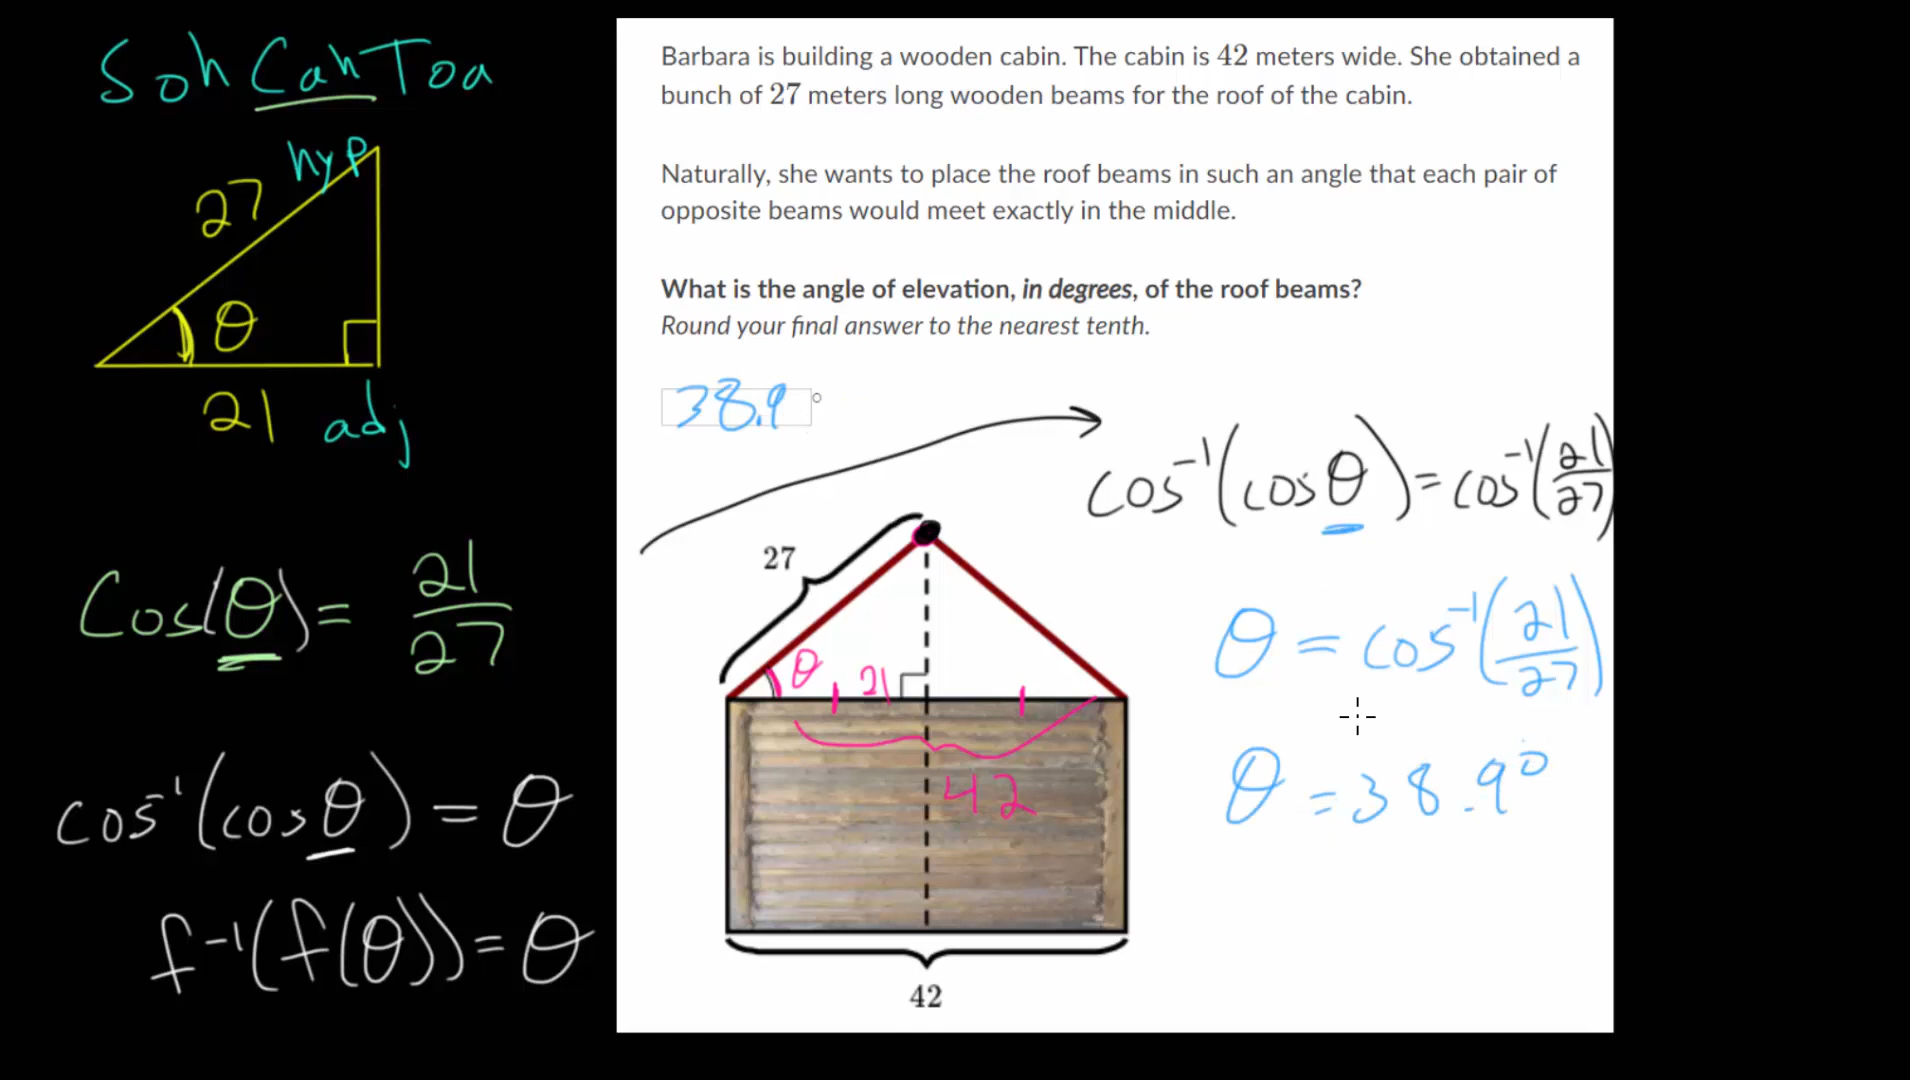 Soh Cah Toa
hyp
27
θ
21 adj
Cos(θ) = 21/27
cos⁻¹(cosθ) = θ
f⁻¹(f(θ)) = θ
Barbara is building a wooden cabin. The cabin is 42 meters wide. She obtained a
bunch of 27 meters long wooden beams for the roof of the cabin.
Naturally, she wants to place the roof beams in such an angle that each pair of
opposite beams would meet exactly in the middle.
What is the angle of elevation, in degrees, of the roof beams?
Round your final answer to the nearest tenth.
38.9 °
cos⁻¹(cosθ) = cos⁻¹(21/27)
27
θ 21
42
42
θ = cos⁻¹(21/27)
θ = 38.9°